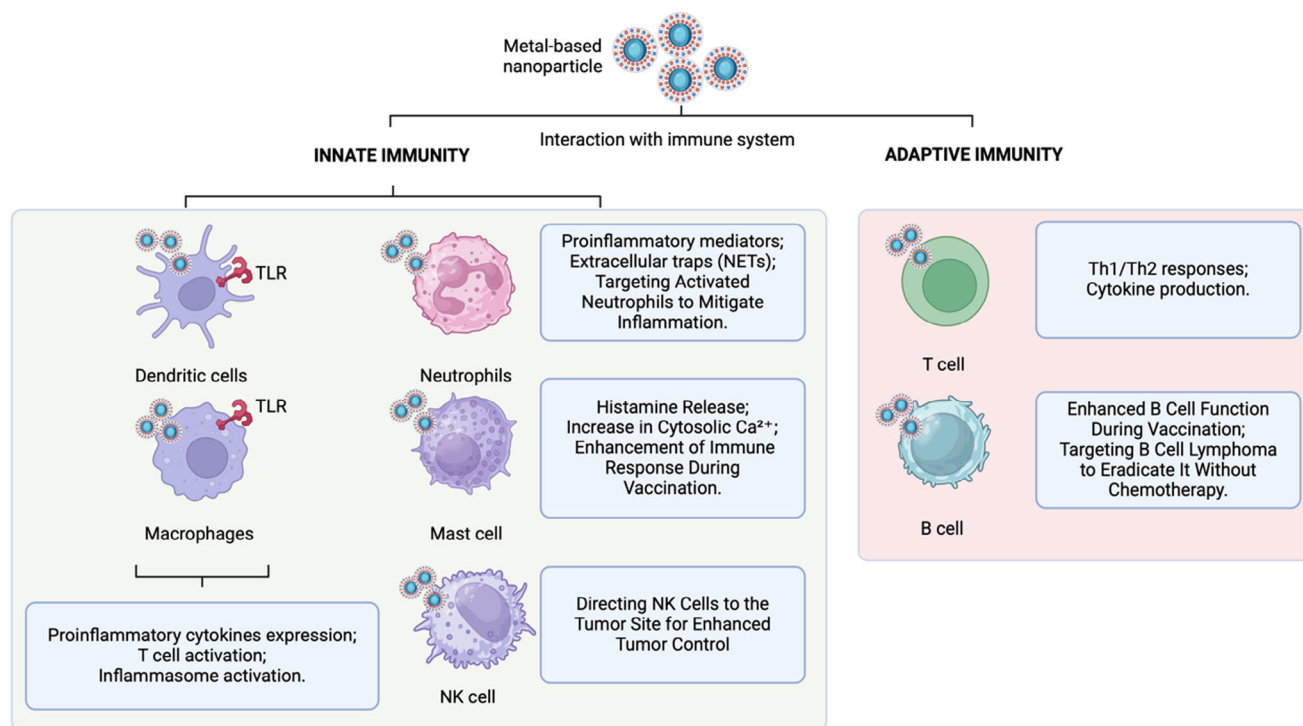 Metal-based
nanoparticle
Interaction with immune system
INNATE IMMUNITY
ADAPTIVE IMMUNITY
TLR
Dendritic cells
Neutrophils
Proinflammatory mediators;
Extracellular traps (NETs);
Targeting Activated
Neutrophils to Mitigate
Inflammation.
TLR
Macrophages
Mast cell
Histamine Release;
Increase in Cytosolic Ca²⁺;
Enhancement of Immune
Response During
Vaccination.
Proinflammatory cytokines expression;
T cell activation;
Inflammasome activation.
NK cell
Directing NK Cells to the
Tumor Site for Enhanced
Tumor Control
T cell
Th1/Th2 responses;
Cytokine production.
B cell
Enhanced B Cell Function
During Vaccination;
Targeting B Cell Lymphoma
to Eradicate It Without
Chemotherapy.